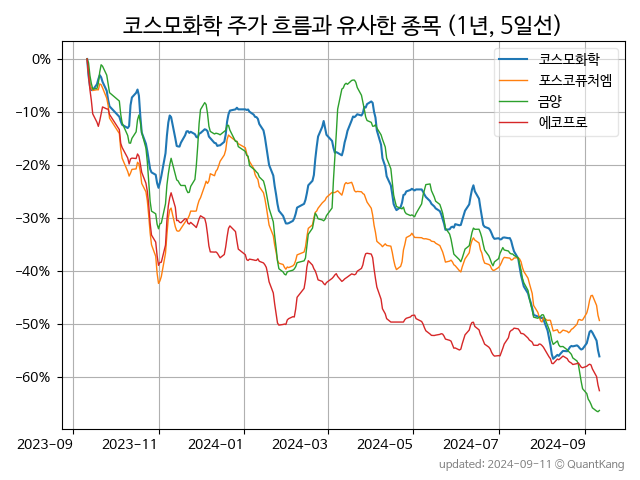 코스모화학 주가 흐름과 유사한 종목 (1년, 5일선)
코스모화학
포스코퓨처엠
금양
에코프로
0%
-10%
-20%
-30%
-40%
-50%
-60%
2023-09
2023-11
2024-01
2024-03
2024-05
2024-07
2024-09
updated: 2024-09-11 © QuantKang